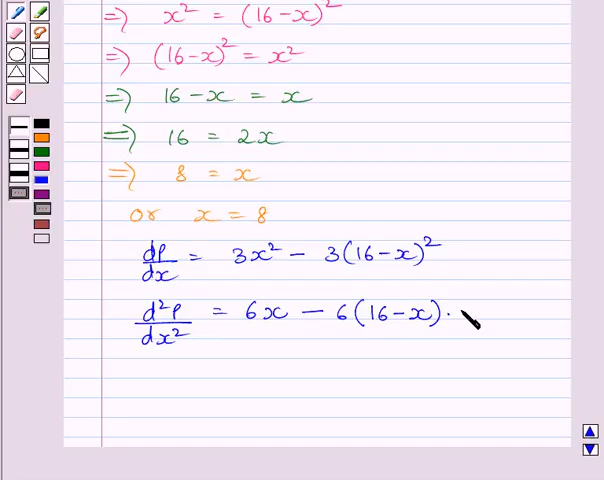 ⇒ x² = (16-x)²
⇒ (16-x)² = x²
⇒ 16-x = x
⇒ 16 = 2x
⇒ 8 = x
or x = 8
dP/dx = 3x² - 3(16-x)²
d²P/dx² = 6x - 6(16-x)·